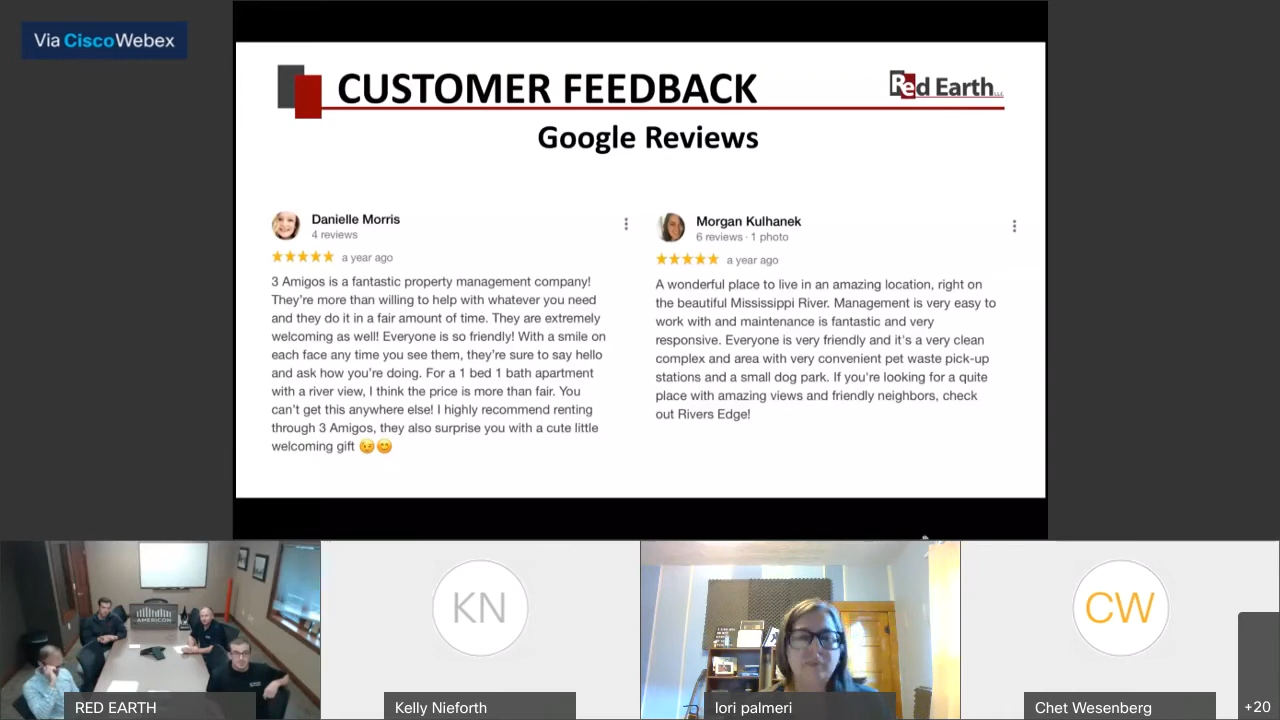 Via Cisco Webex
CUSTOMER FEEDBACK
Red Earth LLC
Google Reviews
Danielle Morris
4 reviews
a year ago
3 Amigos is a fantastic property management company!
They're more than willing to help with whatever you need
and they do it in a fair amount of time. They are extremely
welcoming as well! Everyone is so friendly! With a smile on
each face any time you see them, they're sure to say hello
and ask how you're doing. For a 1 bed 1 bath apartment
with a river view, I think the price is more than fair. You
can't get this anywhere else! I highly recommend renting
through 3 Amigos, they also surprise you with a cute little
welcoming gift 😉😊
Morgan Kulhanek
6 reviews · 1 photo
a year ago
A wonderful place to live in an amazing location, right on
the beautiful Mississippi River. Management is very easy to
work with and maintenance is fantastic and very
responsive. Everyone is very friendly and it's a very clean
complex and area with very convenient pet waste pick-up
stations and a small dog park. If you're looking for a quite
place with amazing views and friendly neighbors, check
out Rivers Edge!
AMERICON
KN
CW
RED EARTH
Kelly Nieforth
lori palmeri
Chet Wesenberg
+20